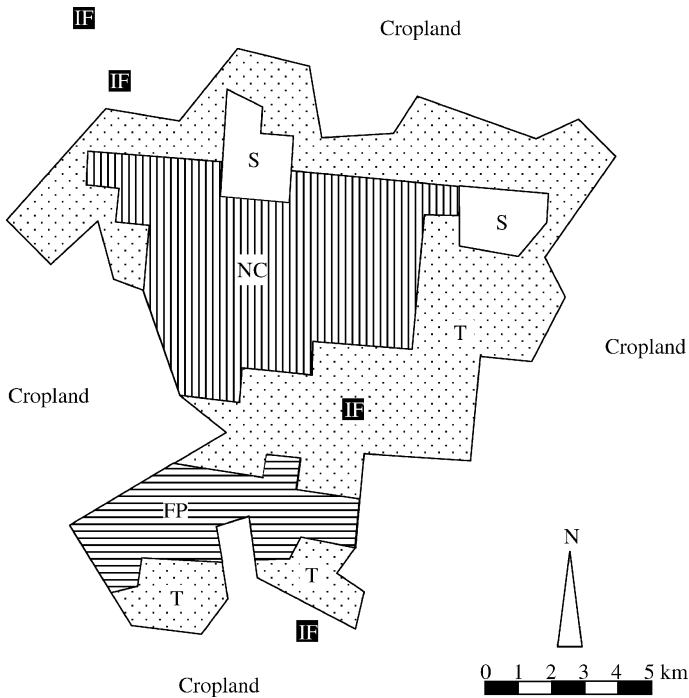 IF
Cropland
IF
S
S
NC
T
Cropland
Cropland
IF
FP
N
T
T
IF
0 1 2 3 4 5 km
Cropland